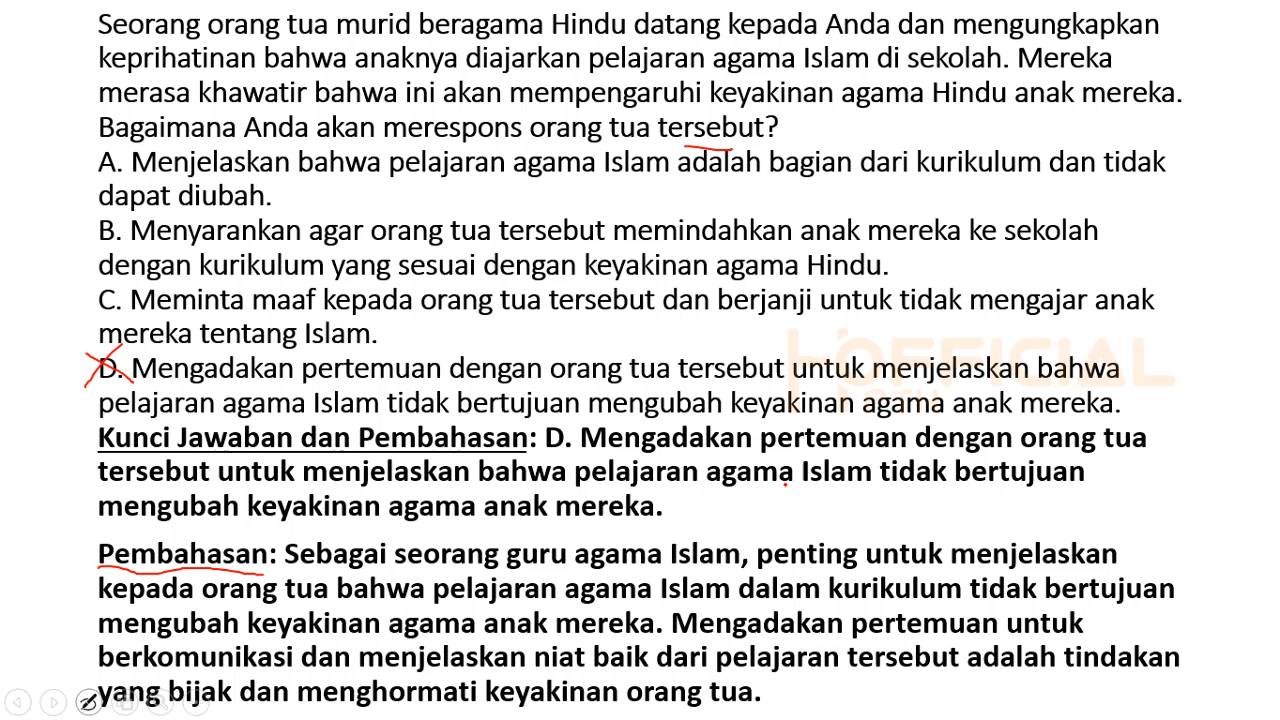 Seorang orang tua murid beragama Hindu datang kepada Anda dan mengungkapkan
keprihatinan bahwa anaknya diajarkan pelajaran agama Islam di sekolah. Mereka
merasa khawatir bahwa ini akan mempengaruhi keyakinan agama Hindu anak mereka.
Bagaimana Anda akan merespons orang tua tersebut?
A. Menjelaskan bahwa pelajaran agama Islam adalah bagian dari kurikulum dan tidak
dapat diubah.
B. Menyarankan agar orang tua tersebut memindahkan anak mereka ke sekolah
dengan kurikulum yang sesuai dengan keyakinan agama Hindu.
C. Meminta maaf kepada orang tua tersebut dan berjanji untuk tidak mengajar anak
mereka tentang Islam.
D. Mengadakan pertemuan dengan orang tua tersebut untuk menjelaskan bahwa
pelajaran agama Islam tidak bertujuan mengubah keyakinan agama anak mereka.
OFFICIAL
Kunci Jawaban dan Pembahasan: D. Mengadakan pertemuan dengan orang tua
tersebut untuk menjelaskan bahwa pelajaran agama Islam tidak bertujuan
mengubah keyakinan agama anak mereka.
Pembahasan: Sebagai seorang guru agama Islam, penting untuk menjelaskan
kepada orang tua bahwa pelajaran agama Islam dalam kurikulum tidak bertujuan
mengubah keyakinan agama anak mereka. Mengadakan pertemuan untuk
berkomunikasi dan menjelaskan niat baik dari pelajaran tersebut adalah tindakan
yang bijak dan menghormati keyakinan orang tua.